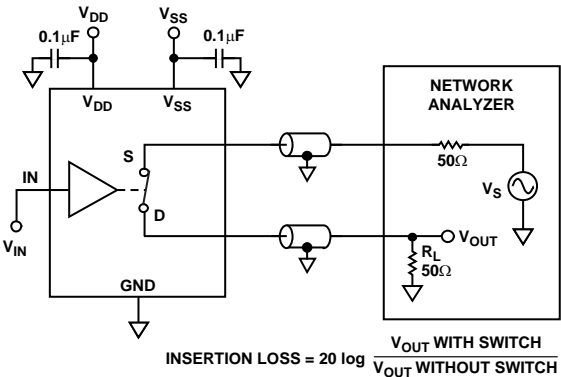 VDD
VSS
0.1µF
0.1µF
VDD
VSS
NETWORK
ANALYZER
S
50Ω
IN
VS
D
VIN
VOUT
RL
50Ω
GND
INSERTION LOSS = 20 log VOUT WITH SWITCH
VOUT WITHOUT SWITCH